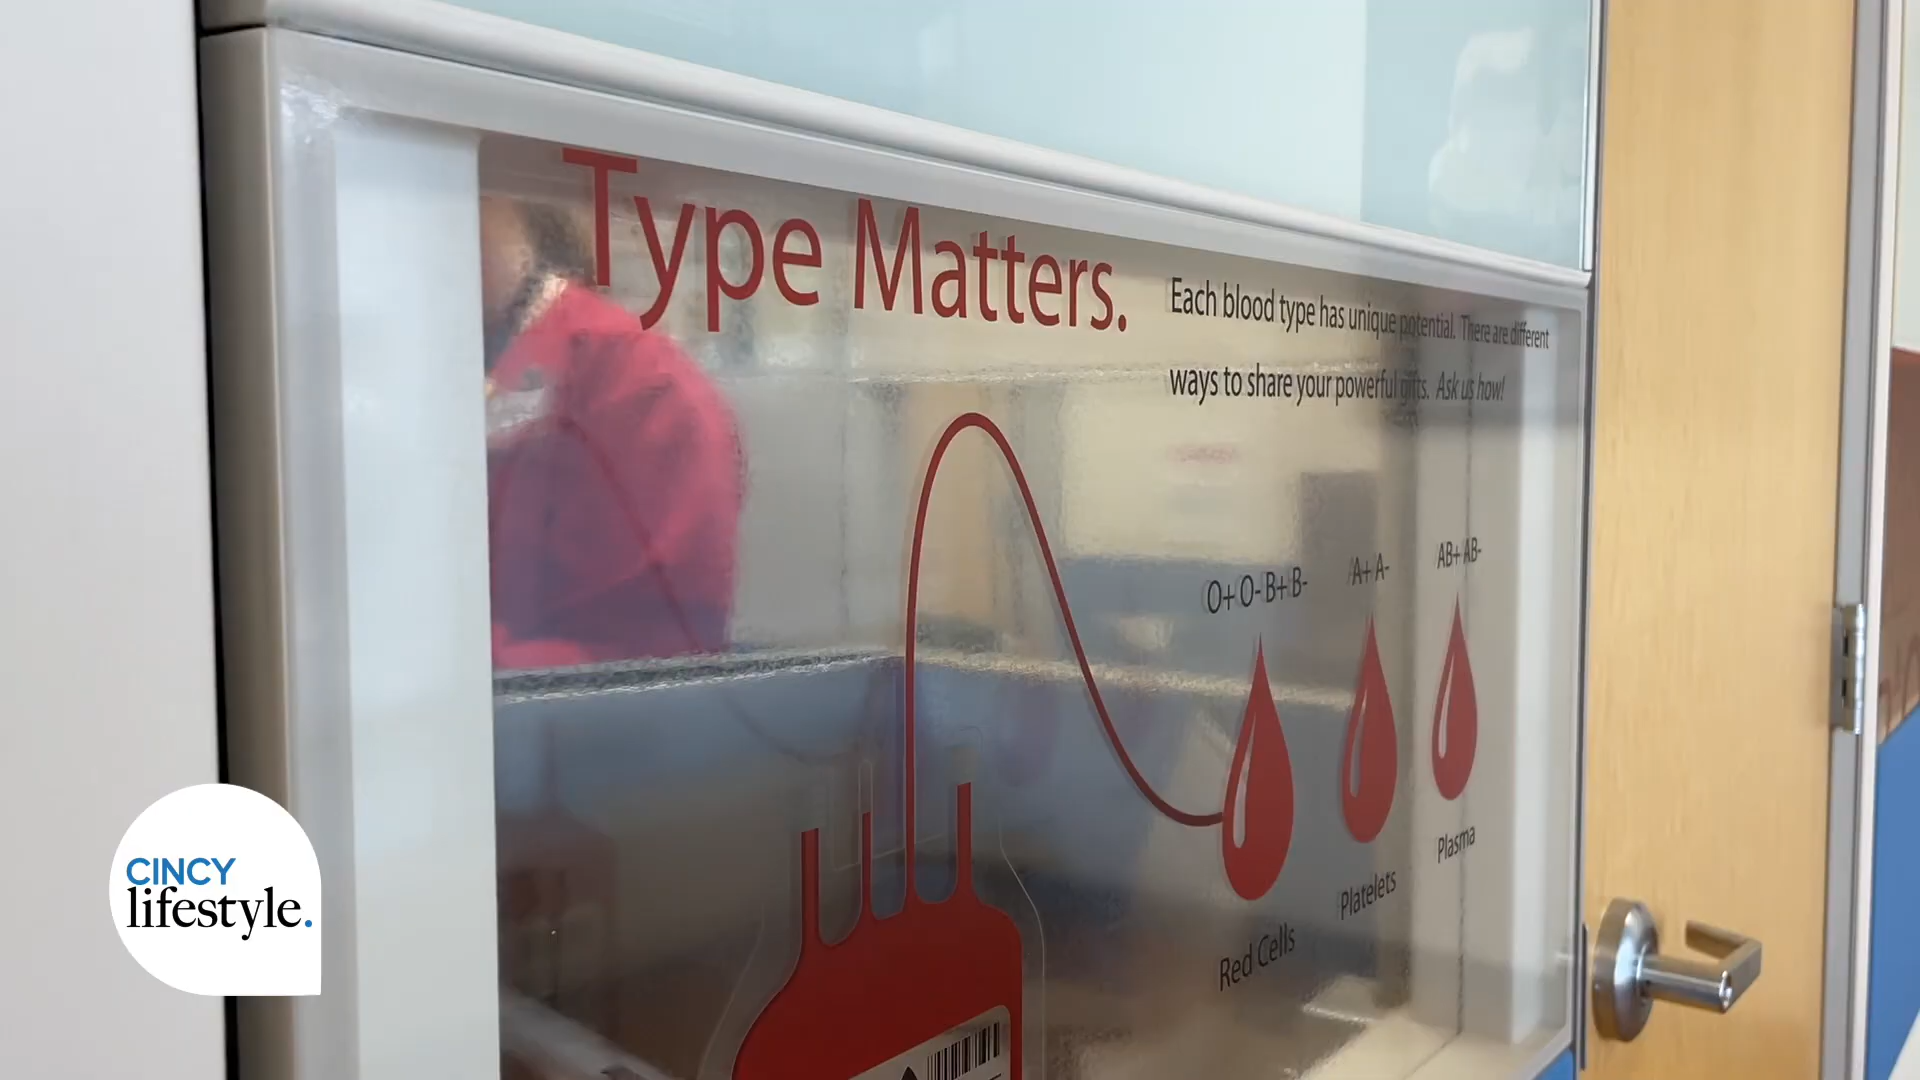 Type Matters.
Each blood type has unique potential. There are different
ways to share your powerful gifts. Ask us how!
O+ O- B+ B-
A+ A-
AB+ AB-
Red Cells
Platelets
Plasma
CINCY
lifestyle.